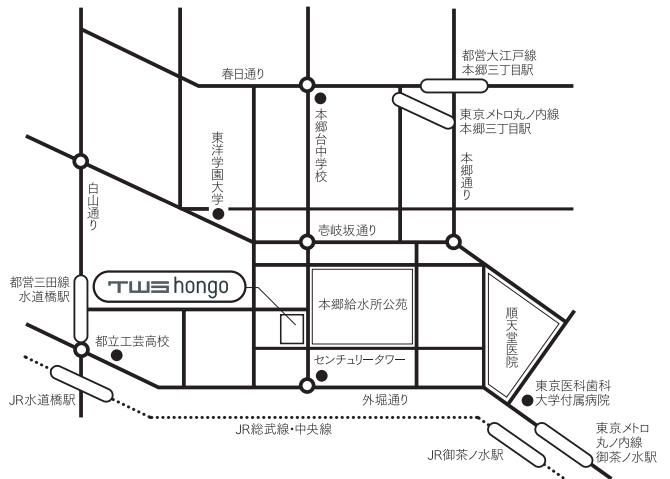 都営大江戸線
本郷三丁目駅
春日通り
東京メトロ丸ノ内線
本郷三丁目駅
本郷台中学校
東洋学園大学
本郷通り
白山通り
壱岐坂通り
都営三田線
水道橋駅
TWS hongo
本郷給水所公苑
順天堂医院
都立工芸高校
センチュリータワー
東京医科歯科
大学付属病院
JR水道橋駅
外堀通り
JR総武線・中央線
東京メトロ
丸ノ内線
御茶ノ水駅
JR御茶ノ水駅